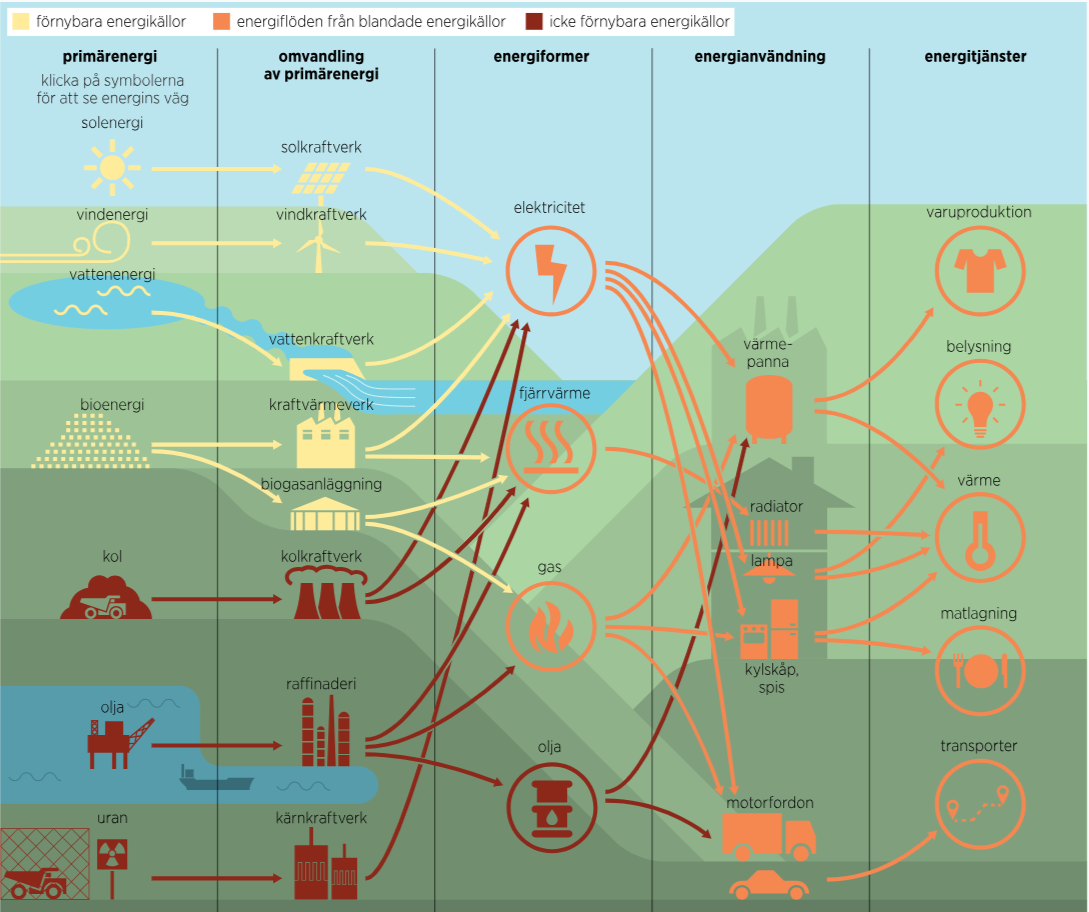 förnybara energikällor
energiflöden från blandade energikällor
icke förnybara energikällor
primärenergi
klicka på symbolerna
för att se energins väg
solenergi
vindenergi
vattenenergi
bioenergi
kol
olja
uran
omvandling
av primärenergi
solkraftverk
vindkraftverk
vattenkraftverk
kraftvärmeverk
biogasanläggning
kolkraftverk
raffinaderi
kärnkraftverk
energiformer
elektricitet
fjärrvärme
gas
olja
energianvändning
värme-
panna
radiator
lampa
kylskåp,
spis
motorfordon
energitjänster
varuproduktion
belysning
värme
matlagning
transporter